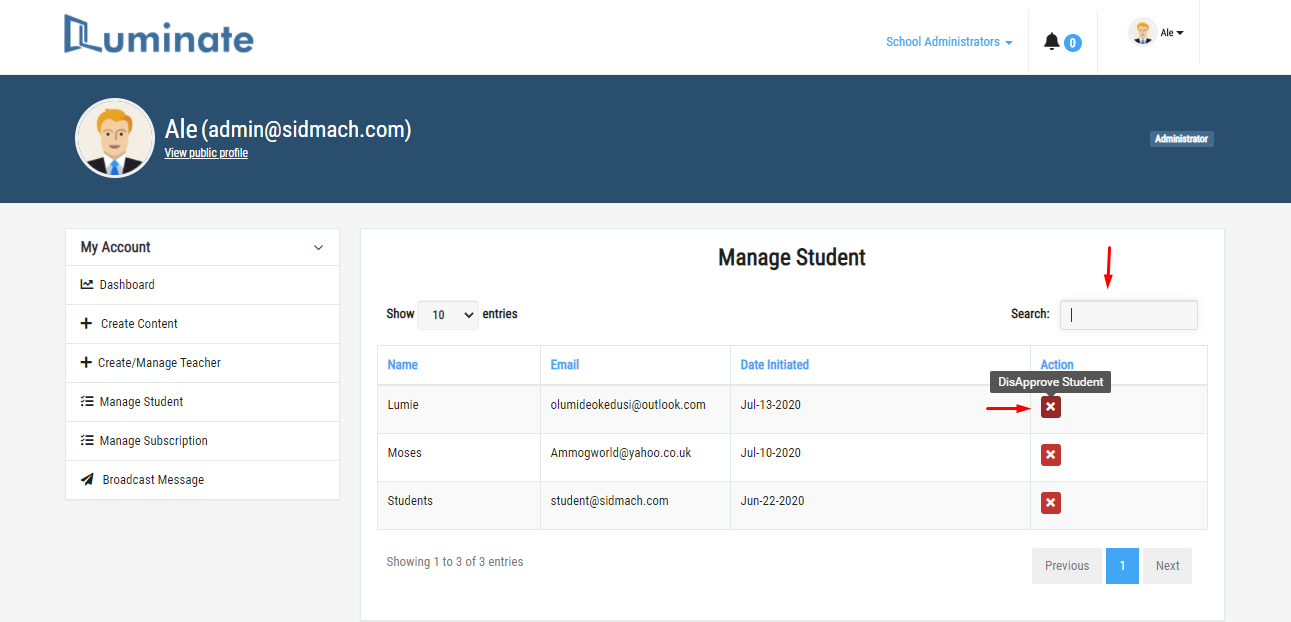 Luminate
School Administrators
0
Ale
Ale (admin@sidmach.com)
View public profile
Administrator
My Account
Dashboard
Create Content
Create/Manage Teacher
Manage Student
Manage Subscription
Broadcast Message
Manage Student
Show 10 entries
Search:
Name Email Date Initiated Action
DisApprove Student
Lumie olumideokedusi@outlook.com Jul-13-2020
Moses Ammogworld@yahoo.co.uk Jul-10-2020
Students student@sidmach.com Jun-22-2020
Showing 1 to 3 of 3 entries
Previous 1 Next